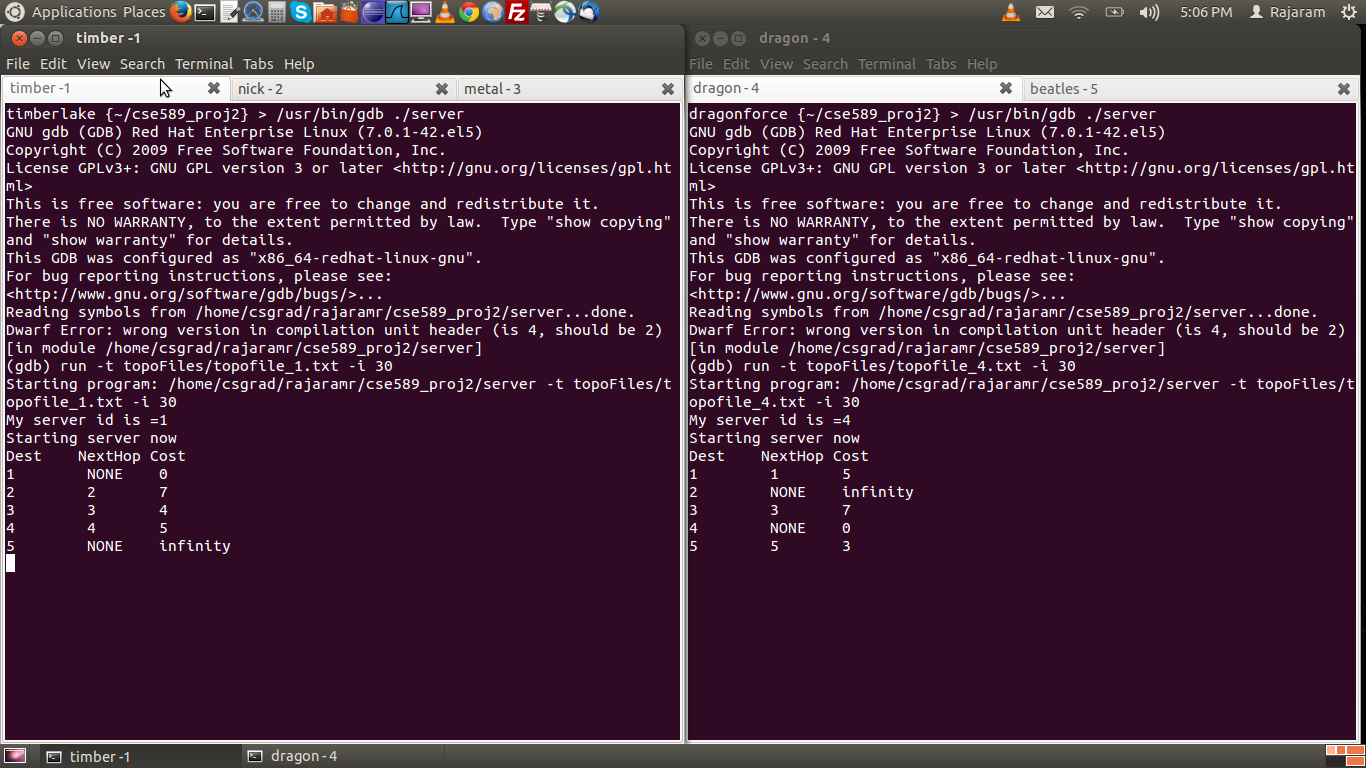 Applications Places
5:06 PM Rajaram
timber -1
File Edit View Search Terminal Tabs Help
timber -1
nick - 2
metal - 3
timberlake {~/cse589_proj2} > /usr/bin/gdb ./server
GNU gdb (GDB) Red Hat Enterprise Linux (7.0.1-42.el5)
Copyright (C) 2009 Free Software Foundation, Inc.
License GPLv3+: GNU GPL version 3 or later <http://gnu.org/licenses/gpl.ht
ml>
This is free software: you are free to change and redistribute it.
There is NO WARRANTY, to the extent permitted by law.  Type "show copying"
and "show warranty" for details.
This GDB was configured as "x86_64-redhat-linux-gnu".
For bug reporting instructions, please see:
<http://www.gnu.org/software/gdb/bugs/>...
Reading symbols from /home/csgrad/rajaramr/cse589_proj2/server...done.
Dwarf Error: wrong version in compilation unit header (is 4, should be 2)
[in module /home/csgrad/rajaramr/cse589_proj2/server]
(gdb) run -t topoFiles/topofile_1.txt -i 30
Starting program: /home/csgrad/rajaramr/cse589_proj2/server -t topoFiles/t
opofile_1.txt -i 30
My server id is =1
Starting server now
Dest    NextHop Cost
1        NONE    0
2        2       7
3        3       4
4        4       5
5        NONE    infinity
dragon - 4
File Edit View Search Terminal Tabs Help
dragon - 4
beatles - 5
dragonforce {~/cse589_proj2} > /usr/bin/gdb ./server
GNU gdb (GDB) Red Hat Enterprise Linux (7.0.1-42.el5)
Copyright (C) 2009 Free Software Foundation, Inc.
License GPLv3+: GNU GPL version 3 or later <http://gnu.org/licenses/gpl.ht
ml>
This is free software: you are free to change and redistribute it.
There is NO WARRANTY, to the extent permitted by law.  Type "show copying"
and "show warranty" for details.
This GDB was configured as "x86_64-redhat-linux-gnu".
For bug reporting instructions, please see:
<http://www.gnu.org/software/gdb/bugs/>...
Reading symbols from /home/csgrad/rajaramr/cse589_proj2/server...done.
Dwarf Error: wrong version in compilation unit header (is 4, should be 2)
[in module /home/csgrad/rajaramr/cse589_proj2/server]
(gdb) run -t topoFiles/topofile_4.txt -i 30
Starting program: /home/csgrad/rajaramr/cse589_proj2/server -t topoFiles/t
opofile_4.txt -i 30
My server id is =4
Starting server now
Dest    NextHop Cost
1        1       5
2        NONE    infinity
3        3       7
4        NONE    0
5        5       3
timber -1
dragon - 4